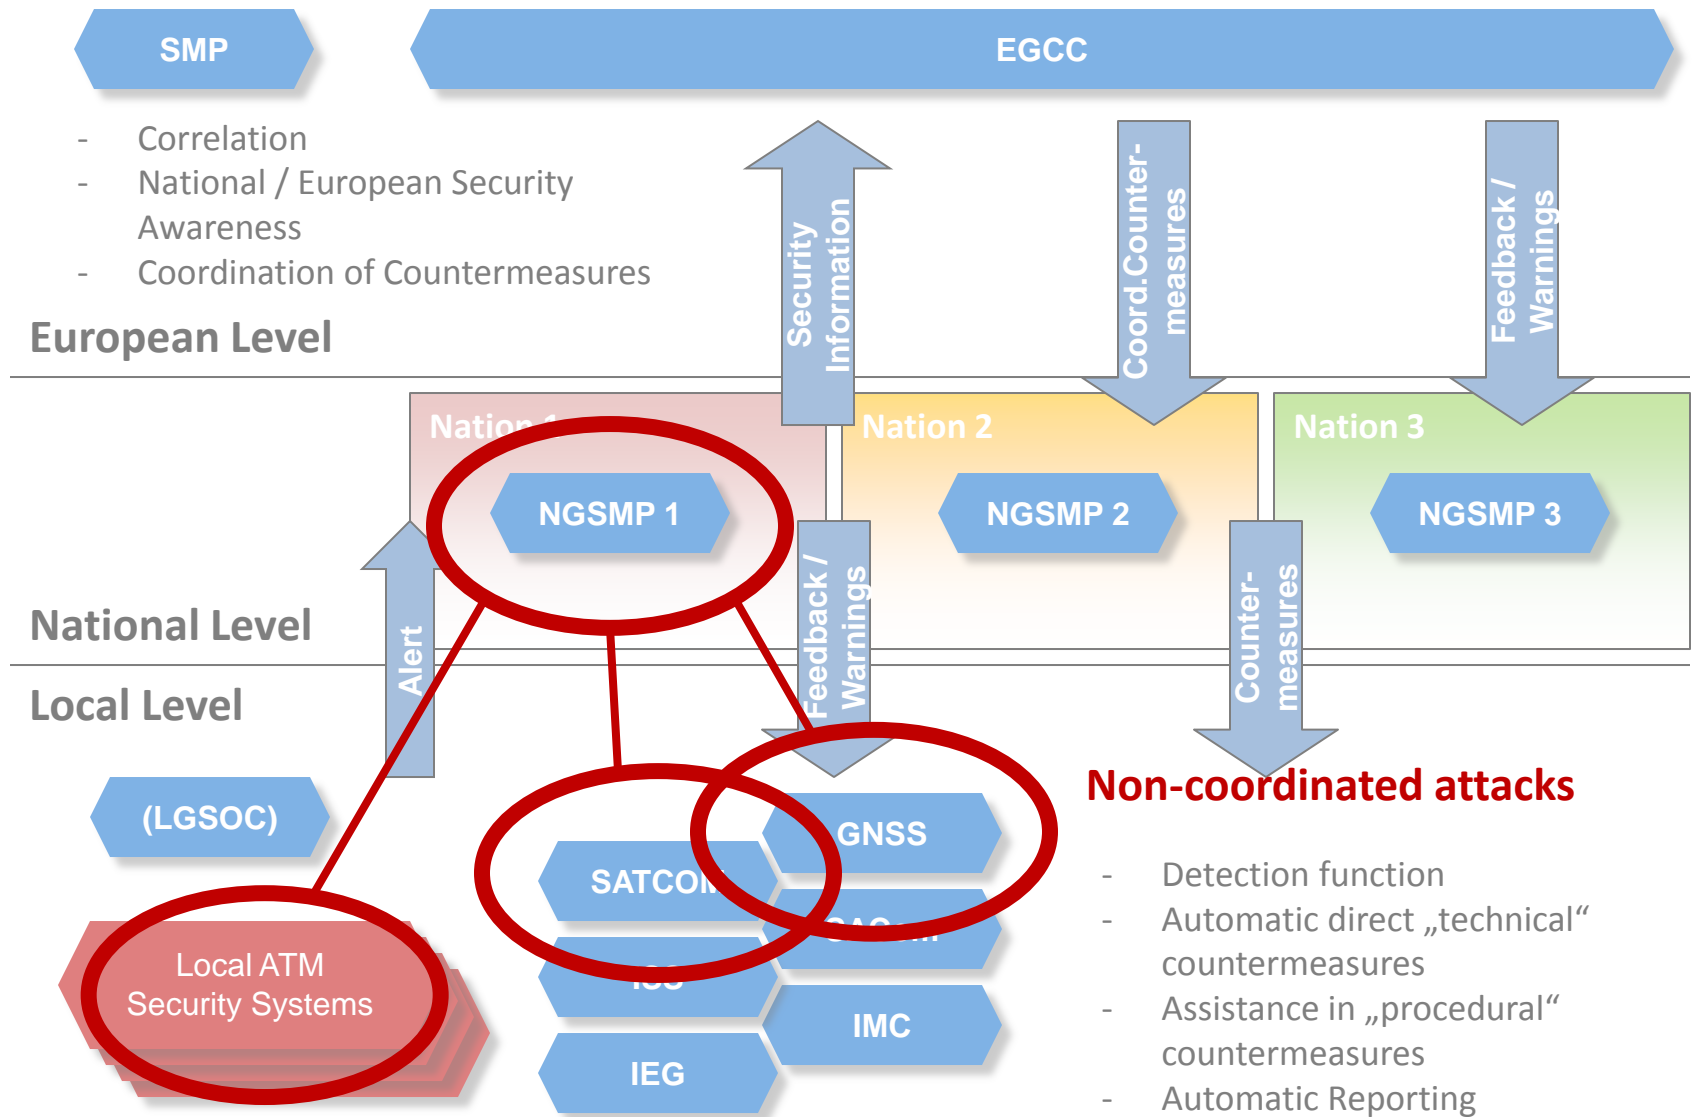 SMP
EGCC
- Correlation
- National / European Security
Awareness
- Coordination of Countermeasures
Security
Information
Coord.Counter-
measures
Feedback /
Warnings
European Level
Nation 1
Nation 2
Nation 3
NGSMP 1
NGSMP 2
NGSMP 3
National Level
Alert
Feedback /
Warnings
Counter-
measures
Local Level
(LGSOC)
Local ATM
Security Systems
SATCOM
GNSS
IMC
IEG
Non-coordinated attacks
- Detection function
- Automatic direct „technical“
countermeasures
- Assistance in „procedural“
countermeasures
- Automatic Reporting